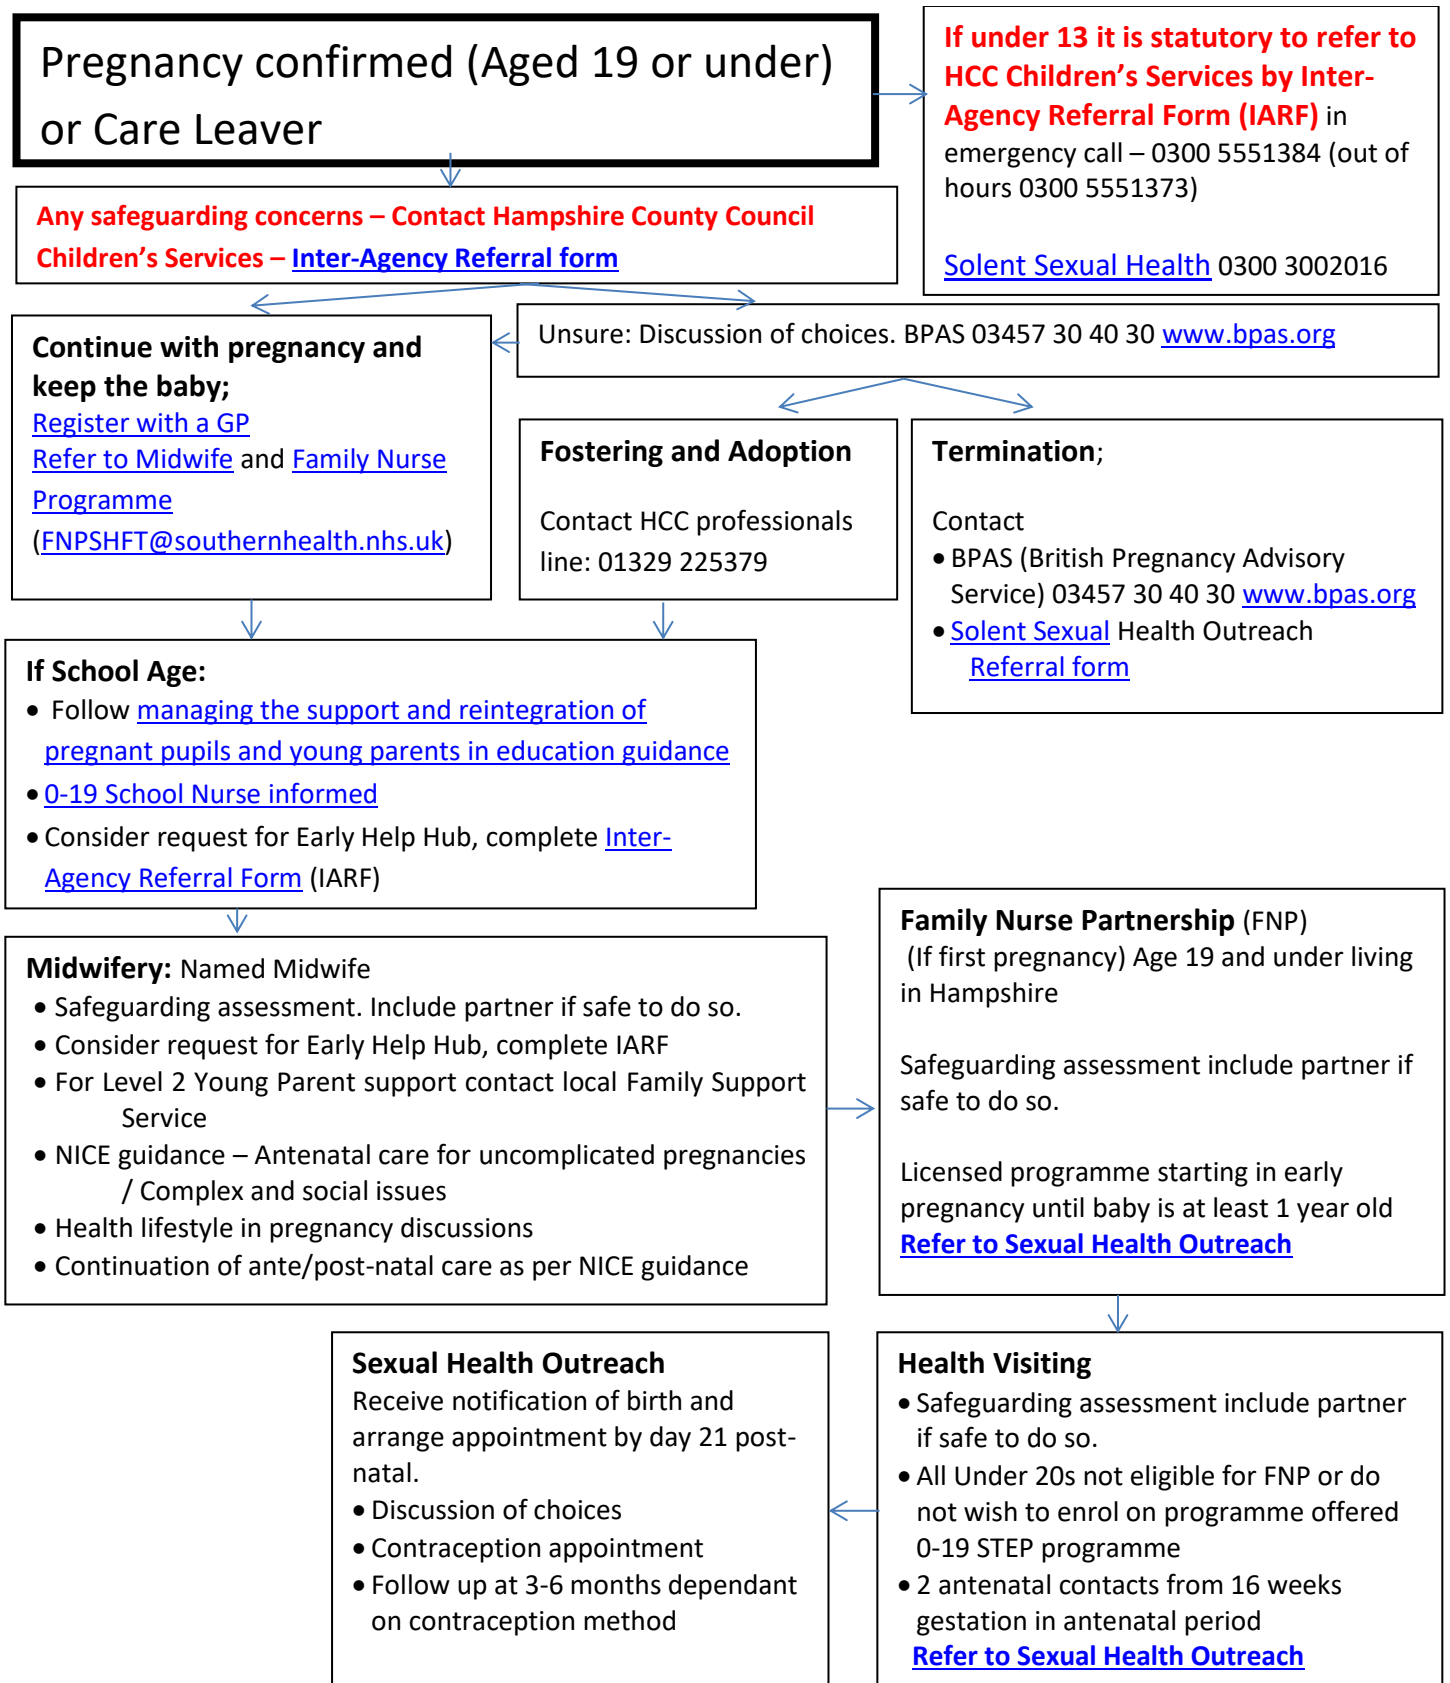 Pregnancy confirmed (Aged 19 or under)
or Care Leaver
If under 13 it is statutory to refer to
HCC Children’s Services by Inter-
Agency Referral Form (IARF) in
emergency call – 0300 5551384 (out of
hours 0300 5551373)
Solent Sexual Health 0300 3002016
Any safeguarding concerns – Contact Hampshire County Council
Children’s Services – Inter-Agency Referral form
Continue with pregnancy and
keep the baby;
Register with a GP
Refer to Midwife and Family Nurse
Programme
(FNPSHFT@southernhealth.nhs.uk)
Unsure: Discussion of choices. BPAS 03457 30 40 30 www.bpas.org
Fostering and Adoption
Contact HCC professionals
line: 01329 225379
Termination;
Contact
• BPAS (British Pregnancy Advisory
Service) 03457 30 40 30 www.bpas.org
• Solent Sexual Health Outreach
Referral form
If School Age:
• Follow managing the support and reintegration of
pregnant pupils and young parents in education guidance
• 0-19 School Nurse informed
• Consider request for Early Help Hub, complete Inter-
Agency Referral Form (IARF)
Midwifery: Named Midwife
• Safeguarding assessment. Include partner if safe to do so.
• Consider request for Early Help Hub, complete IARF
• For Level 2 Young Parent support contact local Family Support
Service
• NICE guidance – Antenatal care for uncomplicated pregnancies
/ Complex and social issues
• Health lifestyle in pregnancy discussions
• Continuation of ante/post-natal care as per NICE guidance
Family Nurse Partnership (FNP)
(If first pregnancy) Age 19 and under living
in Hampshire
Safeguarding assessment include partner if
safe to do so.
Licensed programme starting in early
pregnancy until baby is at least 1 year old
Refer to Sexual Health Outreach
Sexual Health Outreach
Receive notification of birth and
arrange appointment by day 21 post-
natal.
• Discussion of choices
• Contraception appointment
• Follow up at 3-6 months dependant
on contraception method
Health Visiting
• Safeguarding assessment include partner
if safe to do so.
• All Under 20s not eligible for FNP or do
not wish to enrol on programme offered
0-19 STEP programme
• 2 antenatal contacts from 16 weeks
gestation in antenatal period
Refer to Sexual Health Outreach